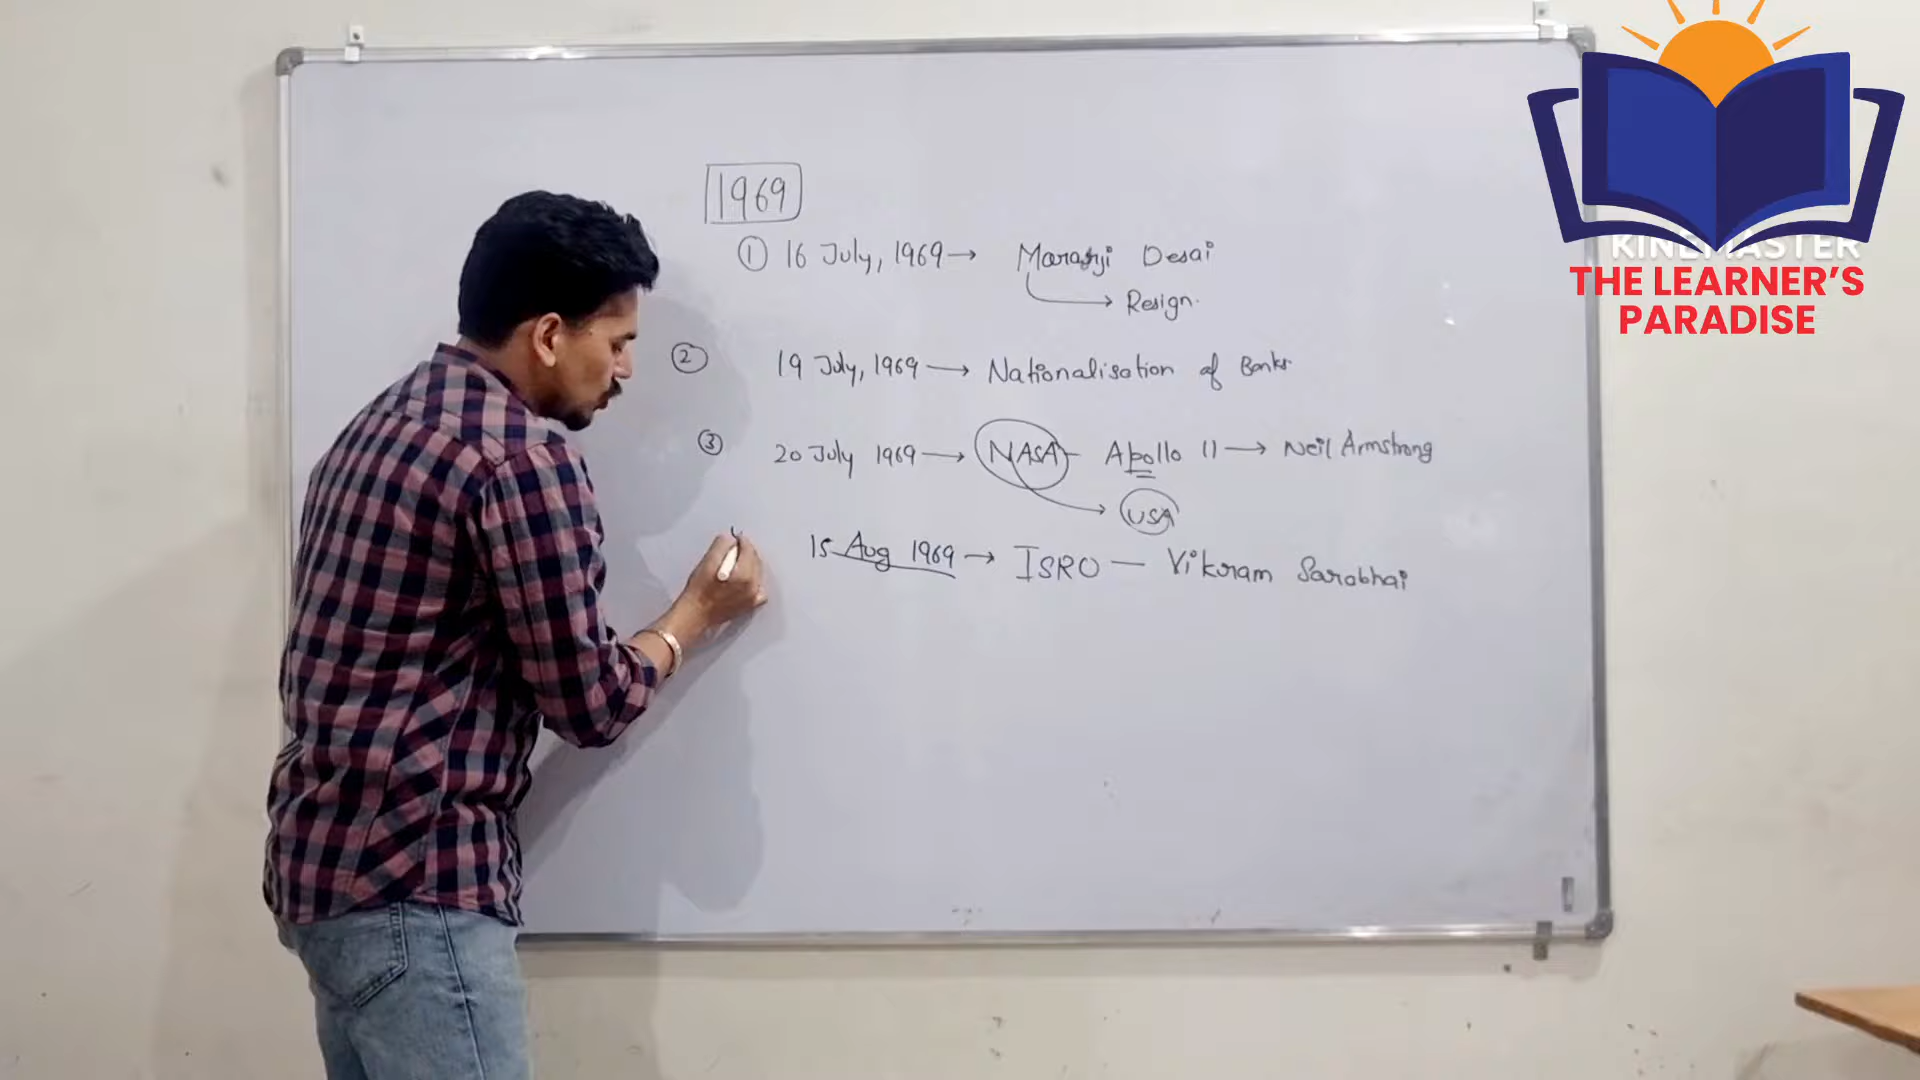 1969
① 16 July, 1969 → Morarji Desai
→ Resign.
② 19 July, 1969 → Nationalisation of Banks
③ 20 July 1969 → NASA - Apollo 11 → Neil Armstrong
→ USA
15 Aug 1969 → ISRO — Vikram Sarabhai
KINEMASTER
THE LEARNER'S
PARADISE